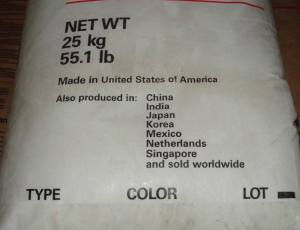 NET WT
25 kg
55.1 lb
Made in United States of America
Also produced in: China
India
Japan
Korea
Mexico
Netherlands
Singapore
and sold worldwide
TYPE COLOR LOT